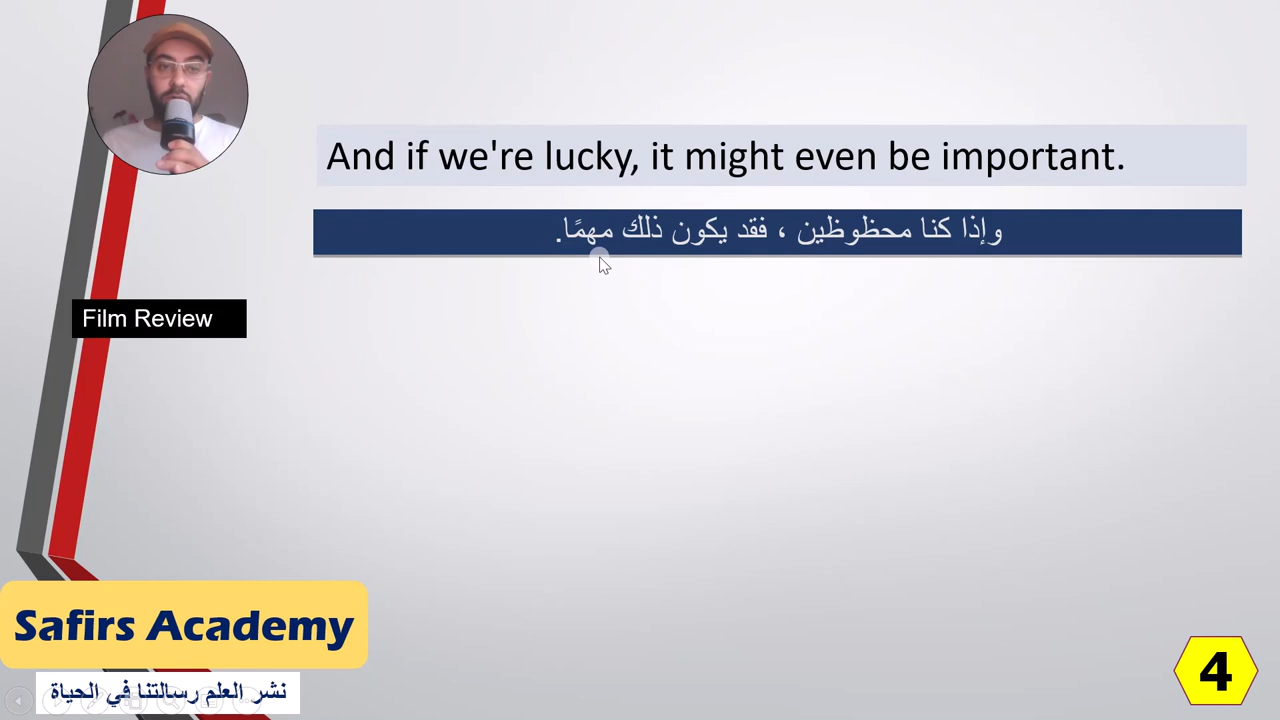 And if we're lucky, it might even be important.
وإذا كنا محظوظين ، فقد يكون ذلك مهمًا.
Film Review
Safirs Academy
نشر العلم رسالتنا في الحياة
4